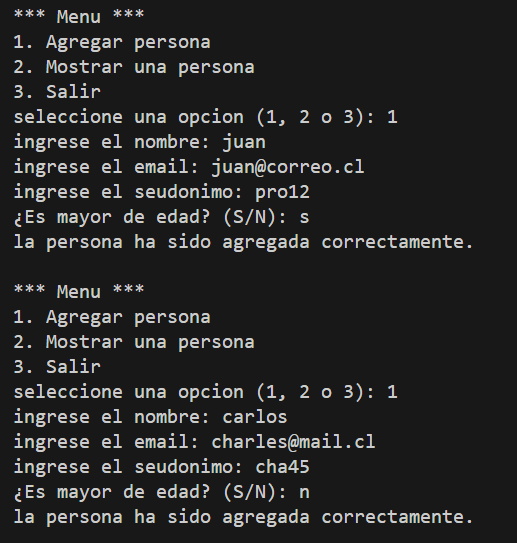 *** Menu ***
1. Agregar persona
2. Mostrar una persona
3. Salir
seleccione una opcion (1, 2 o 3): 1
ingrese el nombre: juan
ingrese el email: juan@correo.cl
ingrese el seudonimo: pro12
¿Es mayor de edad? (S/N): s
la persona ha sido agregada correctamente.

*** Menu ***
1. Agregar persona
2. Mostrar una persona
3. Salir
seleccione una opcion (1, 2 o 3): 1
ingrese el nombre: carlos
ingrese el email: charles@mail.cl
ingrese el seudonimo: cha45
¿Es mayor de edad? (S/N): n
la persona ha sido agregada correctamente.